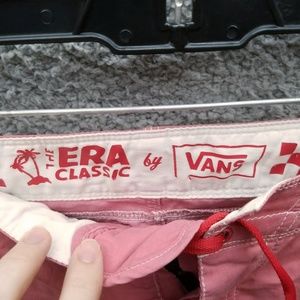 THE ERA CLASSIC by VANS